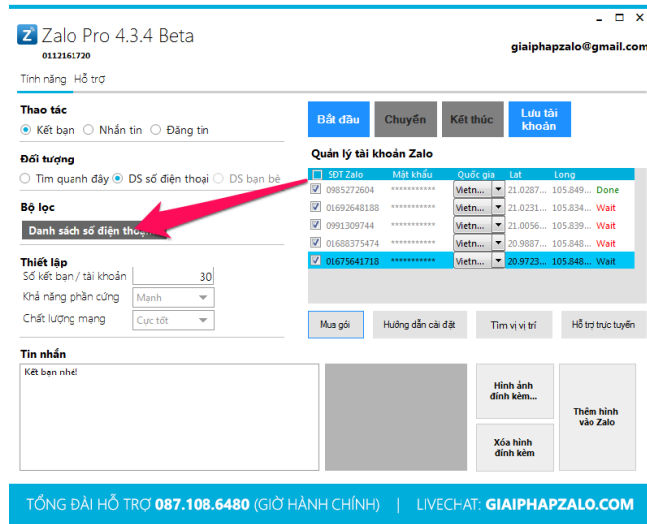 Z Zalo Pro 4.3.4 Beta
0112161720
giaiphapzalo@gmail.com
Tính năng Hỗ trợ
Thao tác
Kết bạn Nhắn tin Đăng tin
Bắt đầu Chuyển Kết thúc Lưu tài khoản
Đối tượng
Tìm quanh đây DS số điện thoại DS bạn bè
Bộ lọc
Danh sách số điện
Quản lý tài khoản Zalo
SĐT Zalo Mật khẩu Quốc gia Lat Long
0985272604 *********** Vietn... 21.0287... 105.849... Done
01692648188 *********** Vietn... 21.0231... 105.834... Wait
0991309744 *********** Vietn... 21.0056... 105.839... Wait
01688375474 *********** Vietn... 20.9887... 105.848... Wait
01675641718 *********** Vietn... 20.9723... 105.848... Wait
Thiết lập
Số kết bạn / tài khoản 30
Khả năng phần cứng Mạnh
Chất lượng mạng Cực tốt
Mua gói Hướng dẫn cài đặt Tìm vị vị trí Hỗ trợ trực tuyến
Tin nhắn
Kết bạn nhé!
Hình ảnh
đính kèm...
Xóa hình
đính kèm
Thêm hình
vào Zalo
TỔNG ĐÀI HỖ TRỢ 087.108.6480 (GIỜ HÀNH CHÍNH) | LIVECHAT: GIAIPHAPZALO.COM